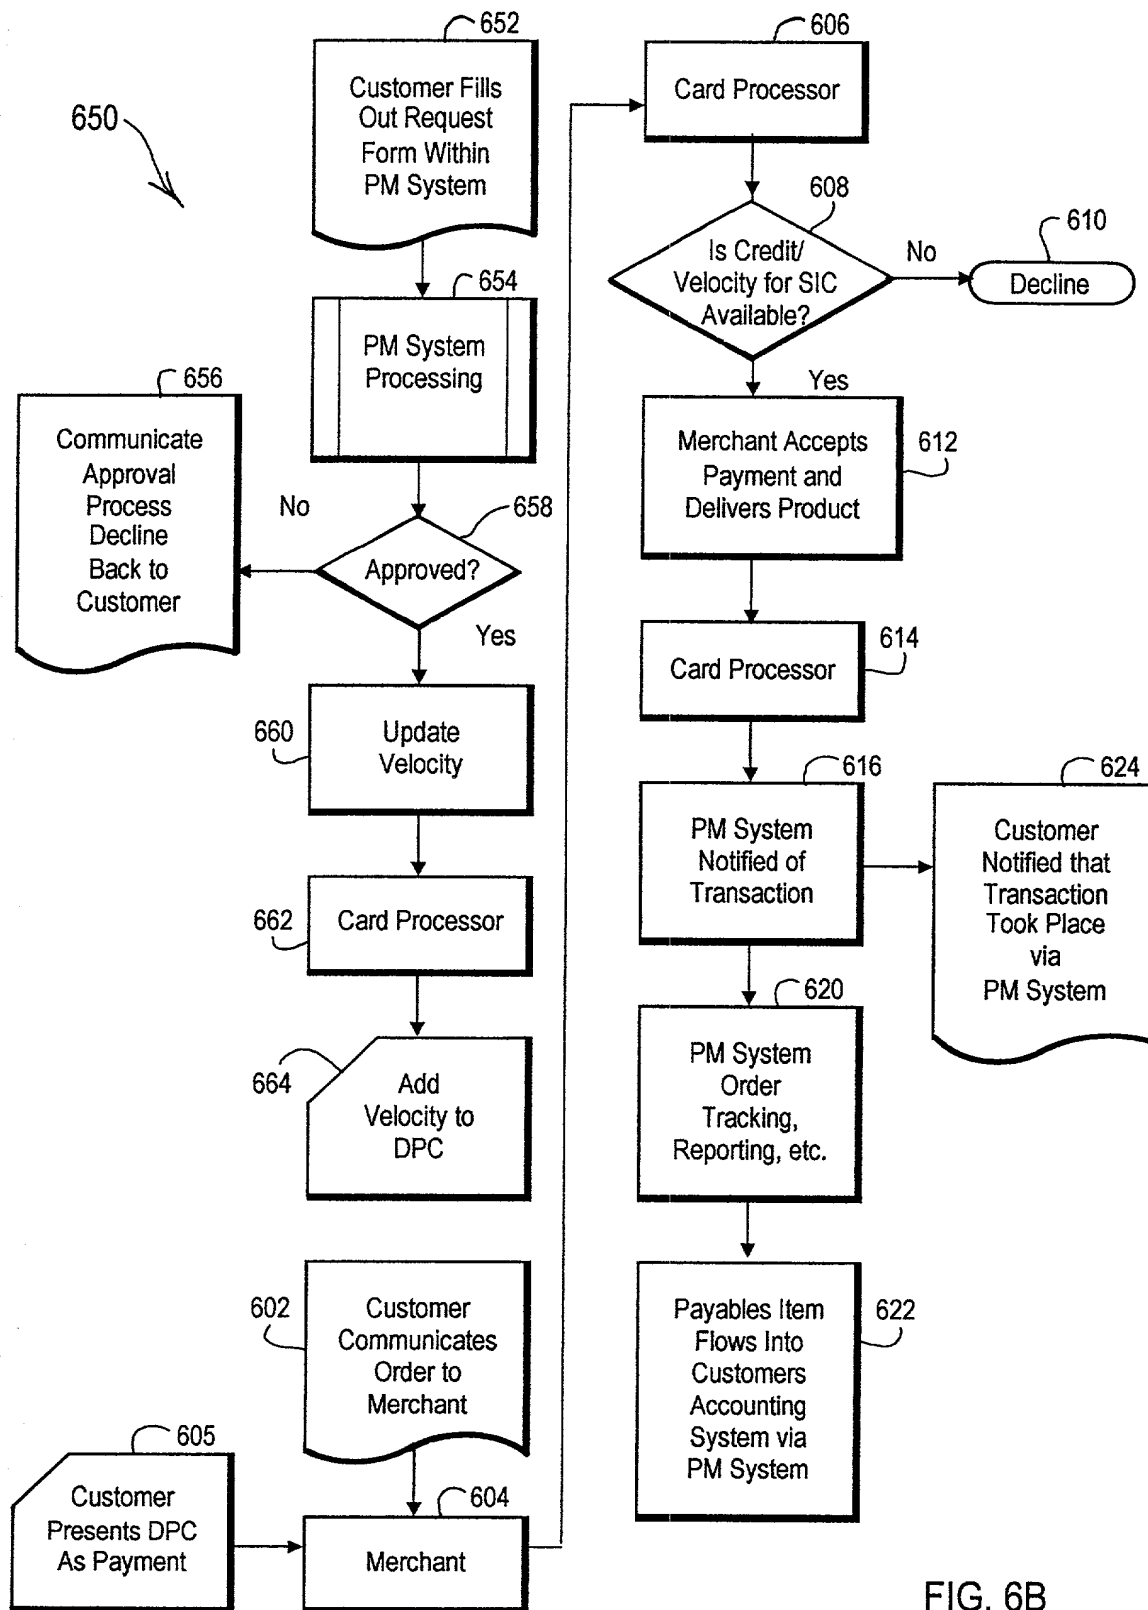 650
652
Customer Fills
Out Request
Form Within
PM System
654
PM System
Processing
656
Communicate
Approval
Process
Decline
Back to
Customer
No
658
Approved?
Yes
660
Update
Velocity
662
Card Processor
664
Add
Velocity to
DPC
602
Customer
Communicates
Order to
Merchant
605
Customer
Presents DPC
As Payment
604
Merchant
606
Card Processor
608
Is Credit/
Velocity for SIC
Available?
No
610
Decline
Yes
Merchant Accepts
Payment and
Delivers Product
612
614
Card Processor
616
PM System
Notified of
Transaction
624
Customer
Notified that
Transaction
Took Place
via
PM System
620
PM System
Order
Tracking,
Reporting, etc.
Payables Item
Flows Into
Customers
Accounting
System via
PM System
622
FIG. 6B